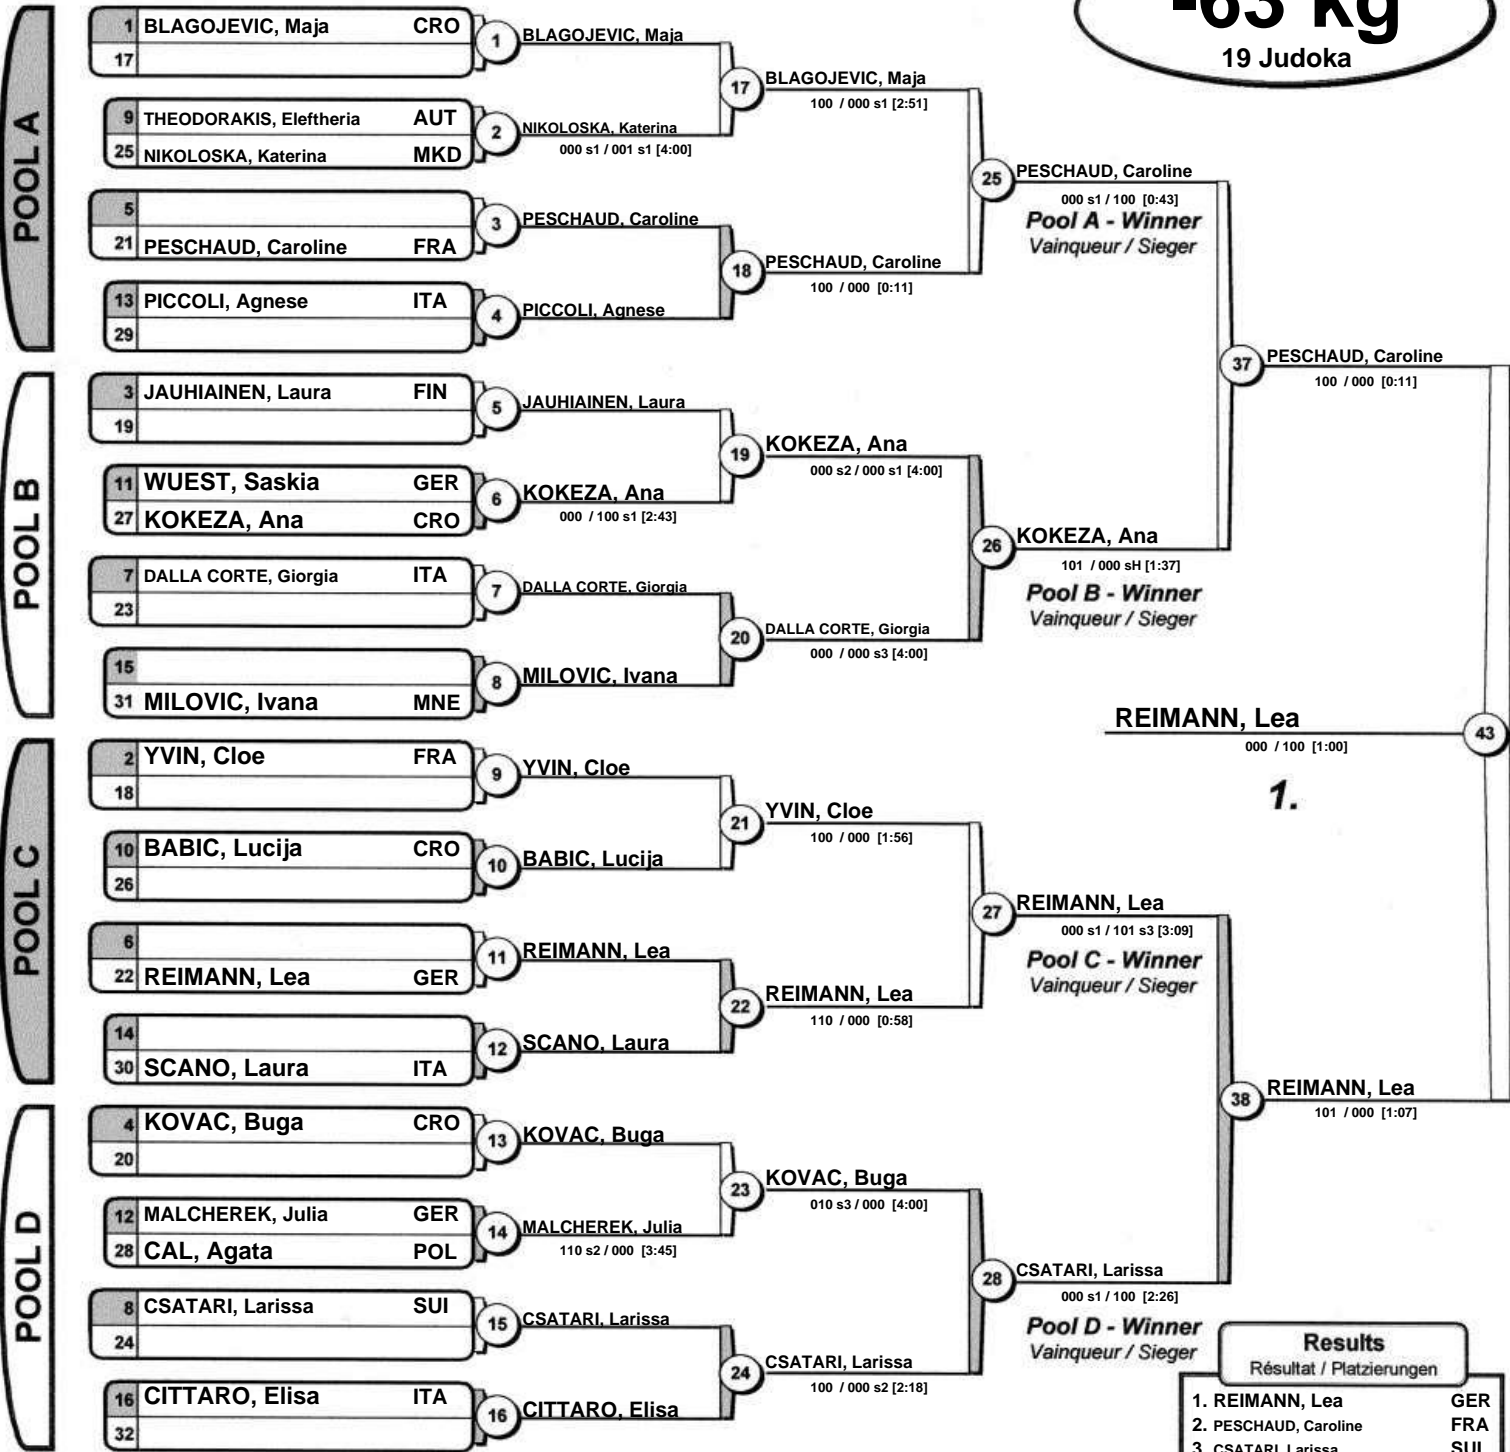 -63 kg
19 Judoka
POOL A
1 BLAGOJEVIC, Maja CRO
17
9 THEODORAKIS, Eleftheria AUT
25 NIKOLOSKA, Katerina MKD
5
21 PESCHAUD, Caroline FRA
13 PICCOLI, Agnese ITA
29
POOL B
3 JAUHIAINEN, Laura FIN
19
11 WUEST, Saskia GER
27 KOKEZA, Ana CRO
7 DALLA CORTE, Giorgia ITA
23
15
31 MILOVIC, Ivana MNE
POOL C
2 YVIN, Cloe FRA
18
10 BABIC, Lucija CRO
26
6
22 REIMANN, Lea GER
14
30 SCANO, Laura ITA
POOL D
4 KOVAC, Buga CRO
20
12 MALCHEREK, Julia GER
28 CAL, Agata POL
8 CSATARI, Larissa SUI
24
16 CITTARO, Elisa ITA
32
1 BLAGOJEVIC, Maja
2 NIKOLOSKA, Katerina
000 s1 / 001 s1 [4:00]
3 PESCHAUD, Caroline
4 PICCOLI, Agnese
5 JAUHIAINEN, Laura
6 KOKEZA, Ana
000 / 100 s1 [2:43]
7 DALLA CORTE, Giorgia
8 MILOVIC, Ivana
9 YVIN, Cloe
10 BABIC, Lucija
11 REIMANN, Lea
12 SCANO, Laura
13 KOVAC, Buga
14 MALCHEREK, Julia
110 s2 / 000 [3:45]
15 CSATARI, Larissa
16 CITTARO, Elisa
17 BLAGOJEVIC, Maja
100 / 000 s1 [2:51]
18 PESCHAUD, Caroline
100 / 000 [0:11]
19 KOKEZA, Ana
000 s2 / 000 s1 [4:00]
20 DALLA CORTE, Giorgia
000 / 000 s3 [4:00]
21 YVIN, Cloe
100 / 000 [1:56]
22 REIMANN, Lea
110 / 000 [0:58]
23 KOVAC, Buga
010 s3 / 000 [4:00]
24 CSATARI, Larissa
100 / 000 s2 [2:18]
25 PESCHAUD, Caroline
000 s1 / 100 [0:43]
Pool A - Winner
Vainqueur / Sieger
26 KOKEZA, Ana
101 / 000 sH [1:37]
Pool B - Winner
Vainqueur / Sieger
27 REIMANN, Lea
000 s1 / 101 s3 [3:09]
Pool C - Winner
Vainqueur / Sieger
28 CSATARI, Larissa
000 s1 / 100 [2:26]
Pool D - Winner
Vainqueur / Sieger
37 PESCHAUD, Caroline
100 / 000 [0:11]
38 REIMANN, Lea
101 / 000 [1:07]
REIMANN, Lea 43
000 / 100 [1:00]
1.
Results
Résultat / Platzierungen
1. REIMANN, Lea GER
2. PESCHAUD, Caroline FRA
3. CSATARI, Larissa SUI